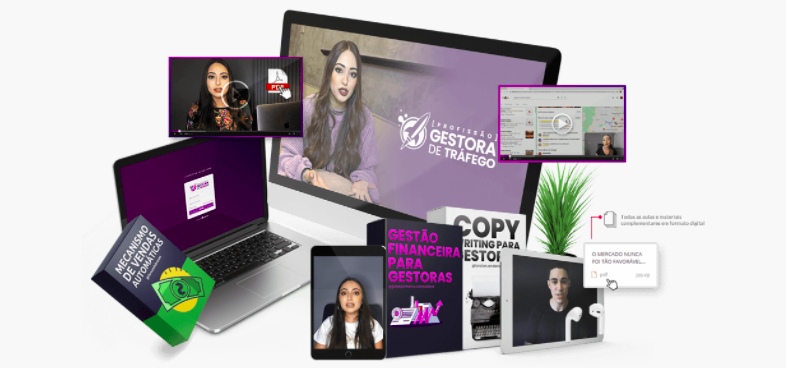 PDF
[PROFISSÃO]
GESTORA
DE TRÁFEGO
MECANISMO
DE VENDAS
AUTOMÁTICAS
GESTÃO
FINANCEIRA
PARA
GESTORAS
COPY
WRITING PARA
GESTOR
Todas as aulas e materiais
complementares em formato digital
O MERCADO NUNCA
FOI TÃO FAVORÁVEL...
pdf